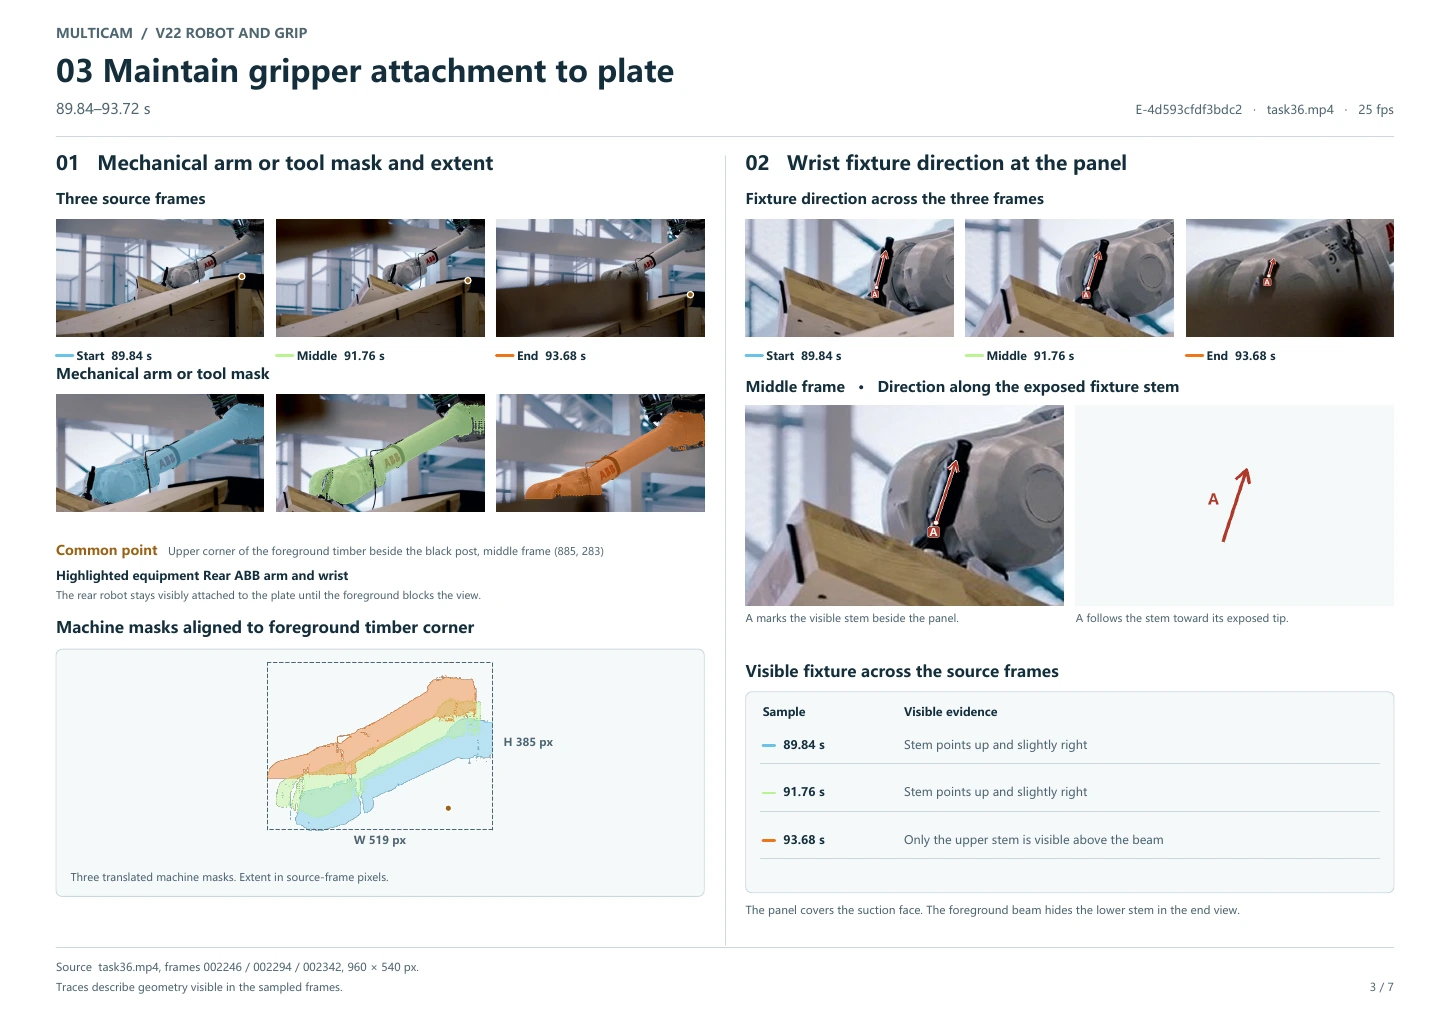 MULTICAM / V22 ROBOT AND GRIP
03 Maintain gripper attachment to plate
89.84–93.72 s
E-4d593cfdf3bdc2 · task36.mp4 · 25 fps
01 Mechanical arm or tool mask and extent
Three source frames
ABB
ABB
ABB
Start 89.84 s
Middle 91.76 s
End 93.68 s
Mechanical arm or tool mask
ABB
ABB
ABB
Common point Upper corner of the foreground timber beside the black post, middle frame (885, 283)
Highlighted equipment Rear ABB arm and wrist
The rear robot stays visibly attached to the plate until the foreground blocks the view.
Machine masks aligned to foreground timber corner
H 385 px
W 519 px
Three translated machine masks. Extent in source-frame pixels.
02 Wrist fixture direction at the panel
Fixture direction across the three frames
A
A
A
Start 89.84 s
Middle 91.76 s
End 93.68 s
Middle frame • Direction along the exposed fixture stem
A
A
A marks the visible stem beside the panel.
A follows the stem toward its exposed tip.
Visible fixture across the source frames
Sample Visible evidence
89.84 s Stem points up and slightly right
91.76 s Stem points up and slightly right
93.68 s Only the upper stem is visible above the beam
The panel covers the suction face. The foreground beam hides the lower stem in the end view.
Source task36.mp4, frames 002246 / 002294 / 002342, 960 × 540 px.
Traces describe geometry visible in the sampled frames.
3 / 7